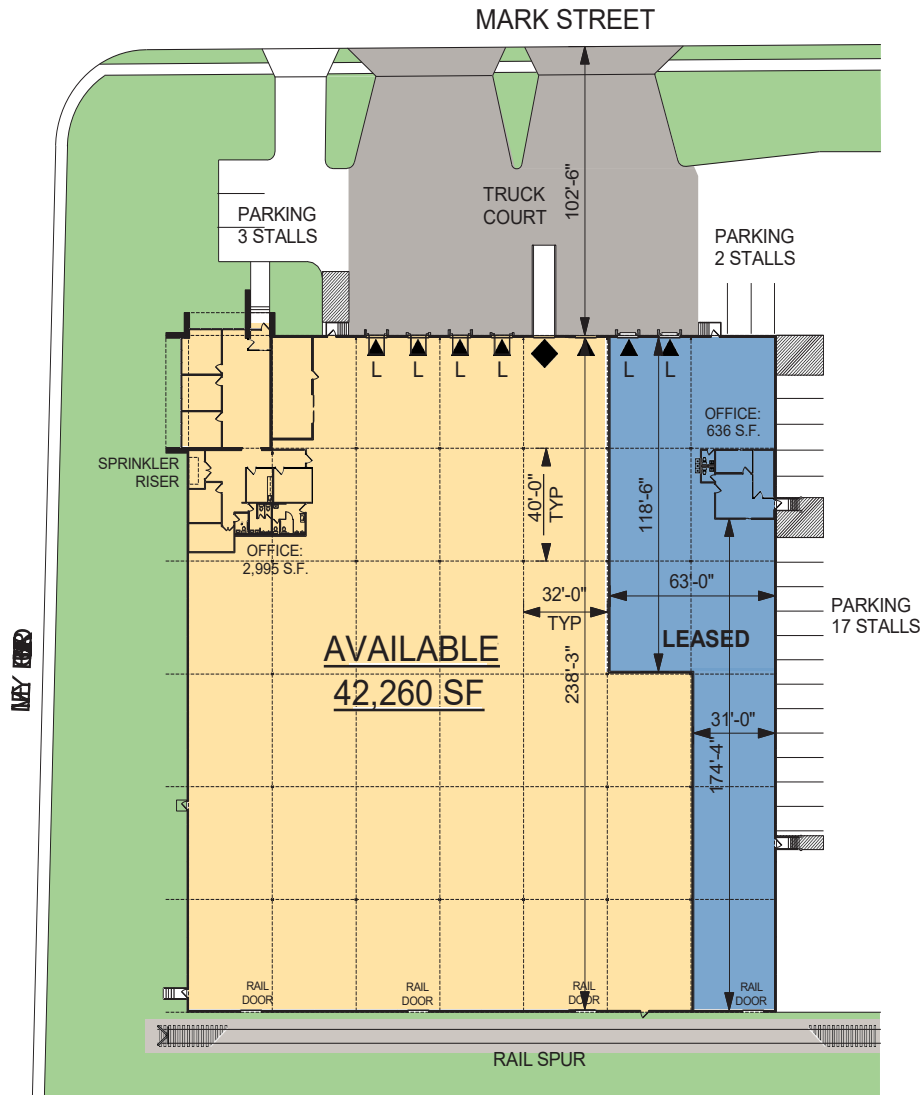 MARK STREET
102'-6"
TRUCK
COURT
PARKING
3 STALLS
PARKING
2 STALLS
L
L
L
L
L
L
OFFICE:
636 S.F.
SPRINKLER
RISER
40'-0"
TYP
118'-6"
OFFICE:
2,995 S.F.
32'-0"
TYP
63'-0"
PARKING
17 STALLS
LEASED
AVAILABLE
42,260 SF
238'-3"
31'-0"
174'-4"
RAIL
DOOR
RAIL
DOOR
RAIL
DOOR
RAIL
DOOR
RAIL SPUR